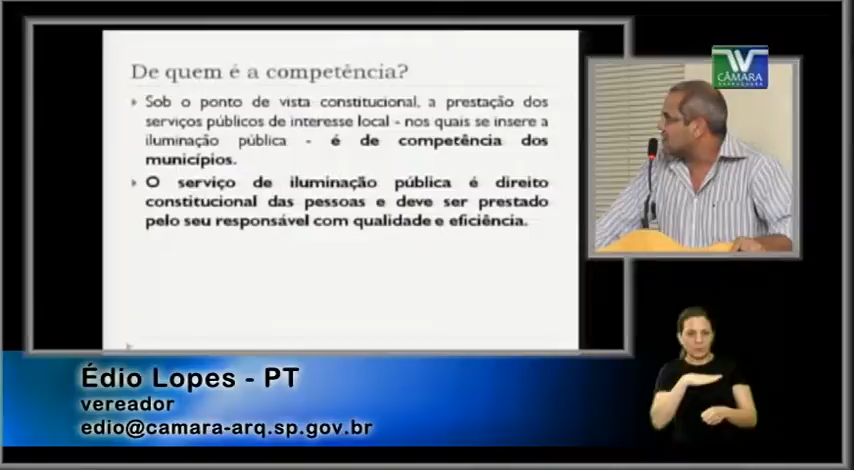 De quem é a competência?
Sob o ponto de vista constitucional, a prestação dos
serviços públicos de interesse local - nos quais se insere a
iluminação pública - é de competência dos
municípios.
O serviço de iluminação pública é direito
constitucional das pessoas e deve ser prestado
pelo seu responsável com qualidade e eficiência.
CÂMARA
Édio Lopes - PT
vereador
edio@camara-arq.sp.gov.br